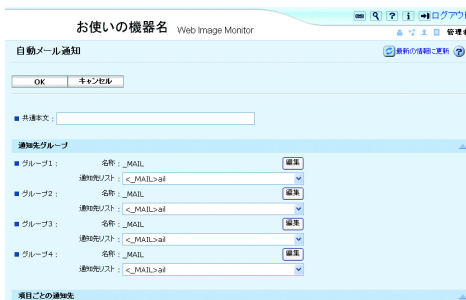 ログアウト
お使いの機器名 Web Image Monitor
管理者
自動メール通知
最新の情報に更新
OK キャンセル
■ 共通本文 :
通知先グループ
■ グループ1 : 名称 : _MAIL 編集
通知先リスト : <_MAIL>ail
■ グループ2 : 名称 : _MAIL 編集
通知先リスト : <_MAIL>ail
■ グループ3 : 名称 : _MAIL 編集
通知先リスト : <_MAIL>ail
■ グループ4 : 名称 : _MAIL 編集
通知先リスト : <_MAIL>ail
項目ごとの通知先